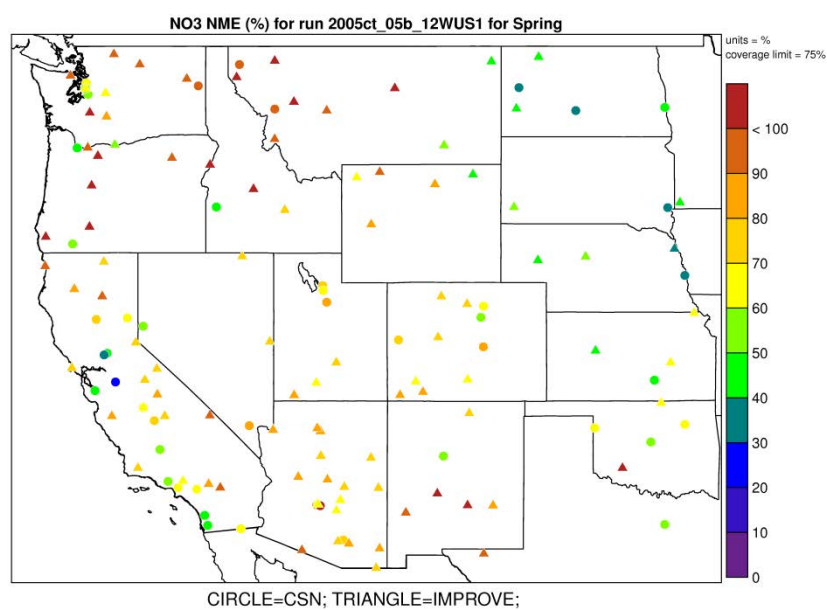 NO3 NME (%) for run 2005ct_05b_12WUS1 for Spring
units = %
coverage limit = 75%
< 100
90
80
70
60
50
40
30
20
10
0
CIRCLE=CSN; TRIANGLE=IMPROVE;